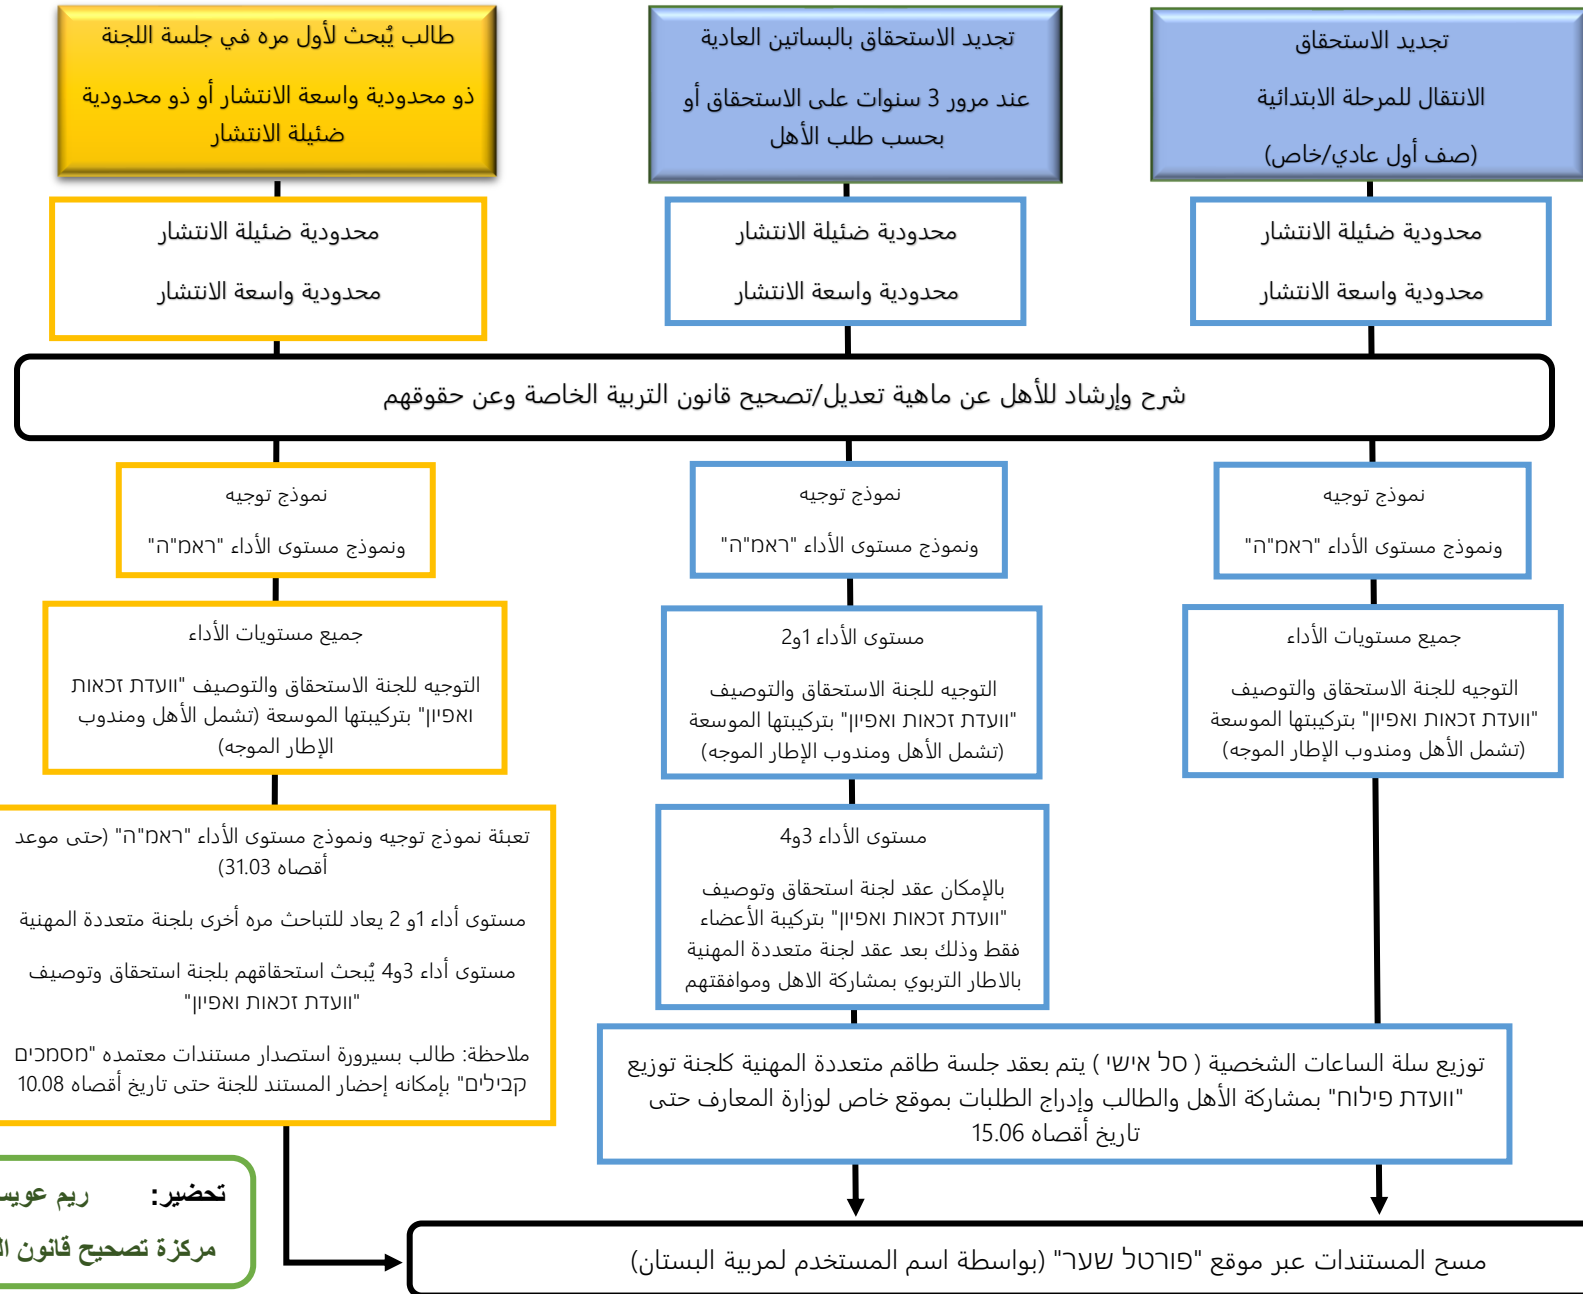 تجديد الاستحقاق
الانتقال للمرحلة الابتدائية
(صف أول عادي/خاص)
محدودية ضئيلة الانتشار
محدودية واسعة الانتشار
تجديد الاستحقاق بالبساتين العادية
عند مرور 3 سنوات على الاستحقاق أو
بحسب طلب الأهل
محدودية ضئيلة الانتشار
محدودية واسعة الانتشار
طالب يُبحث لأول مره في جلسة اللجنة
ذو محدودية واسعة الانتشار أو ذو محدودية
ضئيلة الانتشار
محدودية ضئيلة الانتشار
محدودية واسعة الانتشار
شرح وإرشاد للأهل عن ماهية تعديل/تصحيح قانون التربية الخاصة وعن حقوقهم
نموذج توجيه
ونموذج مستوى الأداء "ראמ"ה"
جميع مستويات الأداء
التوجيه للجنة الاستحقاق والتوصيف
"וועדת זכאות ואפיון" بتركيبتها الموسعة
(تشمل الأهل ومندوب الإطار الموجه)
نموذج توجيه
ونموذج مستوى الأداء "ראמ"ה"
مستوى الأداء 1و2
التوجيه للجنة الاستحقاق والتوصيف
"וועדת זכאות ואפיון" بتركيبتها الموسعة
(تشمل الأهل ومندوب الإطار الموجه)
مستوى الأداء 3و4
بالإمكان عقد لجنة استحقاق وتوصيف
"וועדת זכאות ואפיון" بتركيبة الأعضاء
فقط وذلك بعد عقد لجنة متعددة المهنية
بالاطار التربوي بمشاركة الاهل وموافقتهم
نموذج توجيه
ونموذج مستوى الأداء "ראמ"ה"
جميع مستويات الأداء
التوجيه للجنة الاستحقاق والتوصيف "וועדת זכאות
ואפיון" بتركيبتها الموسعة (تشمل الأهل ومندوب
الإطار الموجه)
تعبئة نموذج توجيه ونموذج مستوى الأداء "ראמ"ה" (حتى موعد
أقصاه 31.03)
مستوى أداء 1و 2 يعاد للتباحث مره أخرى بلجنة متعددة المهنية
مستوى أداء 3و4 يُبحث استحقاقهم بلجنة استحقاق وتوصيف
"וועדת זכאות ואפיון"
ملاحظة: طالب بسيرورة استصدار مستندات معتمده "מסמכים
קבילים" بإمكانه إحضار المستند للجنة حتى تاريخ أقصاه 10.08
توزيع سلة الساعات الشخصية ( סל אישי ) يتم بعقد جلسة طاقم متعددة المهنية كلجنة توزيع
"וועדת פילוח" بمشاركة الأهل والطالب وإدراج الطلبات بموقع خاص لوزارة المعارف حتى
تاريخ أقصاه 15.06
مسح المستندات عبر موقع "פורטל שער" (بواسطة اسم المستخدم لمربية البستان)
تحضير: ريم
مركزة تصحيح قانون